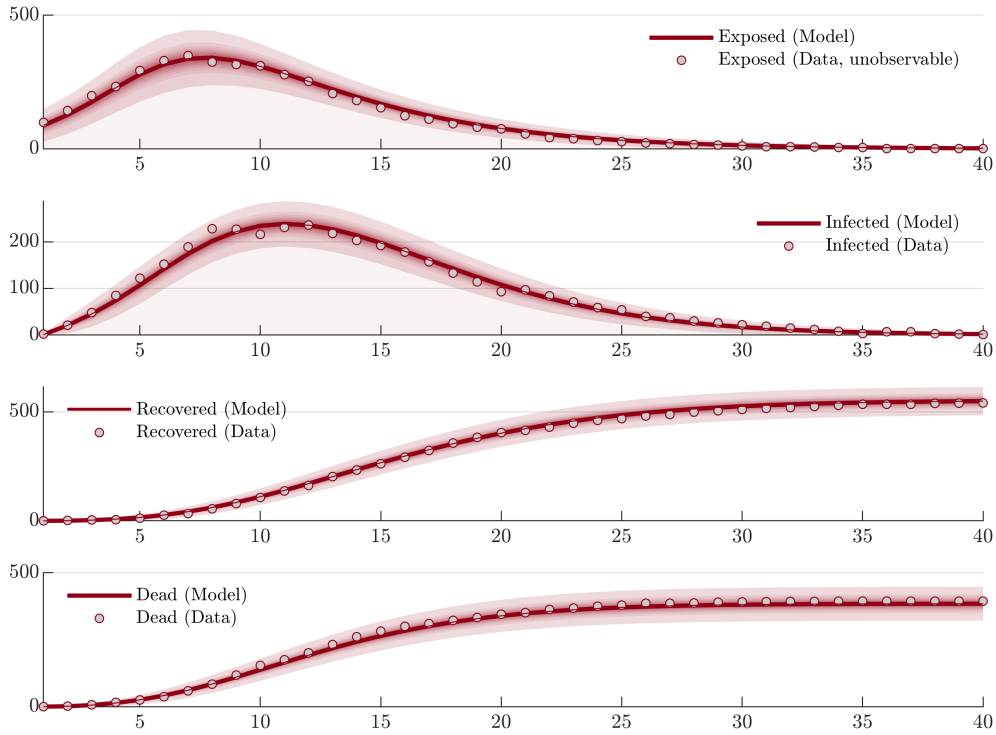 500
Exposed (Model)
Exposed (Data, unobservable)
0
5 10 15 20 25 30 35 40
Infected (Model)
200
Infected (Data)
100
0
5 10 15 20 25 30 35 40
500
Recovered (Model)
Recovered (Data)
0
5 10 15 20 25 30 35 40
500
Dead (Model)
Dead (Data)
0
5 10 15 20 25 30 35 40